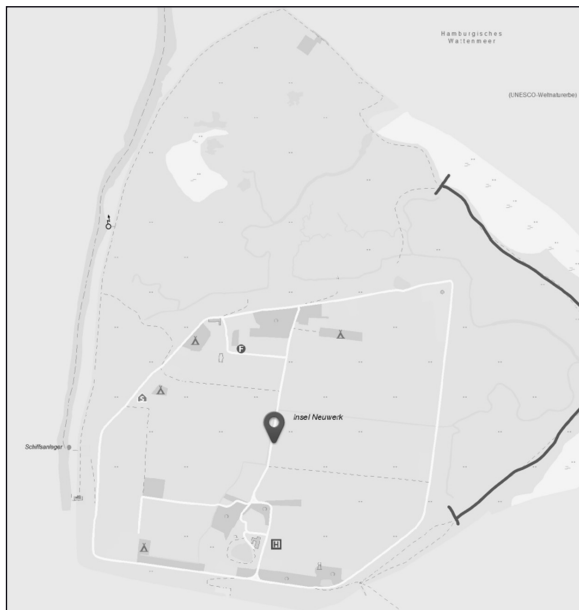 Hamburgisches
Wattenmeer
(UNESCO-Weltnaturerbe)
F
Insel Neuwerk
Schiffsanleger
H